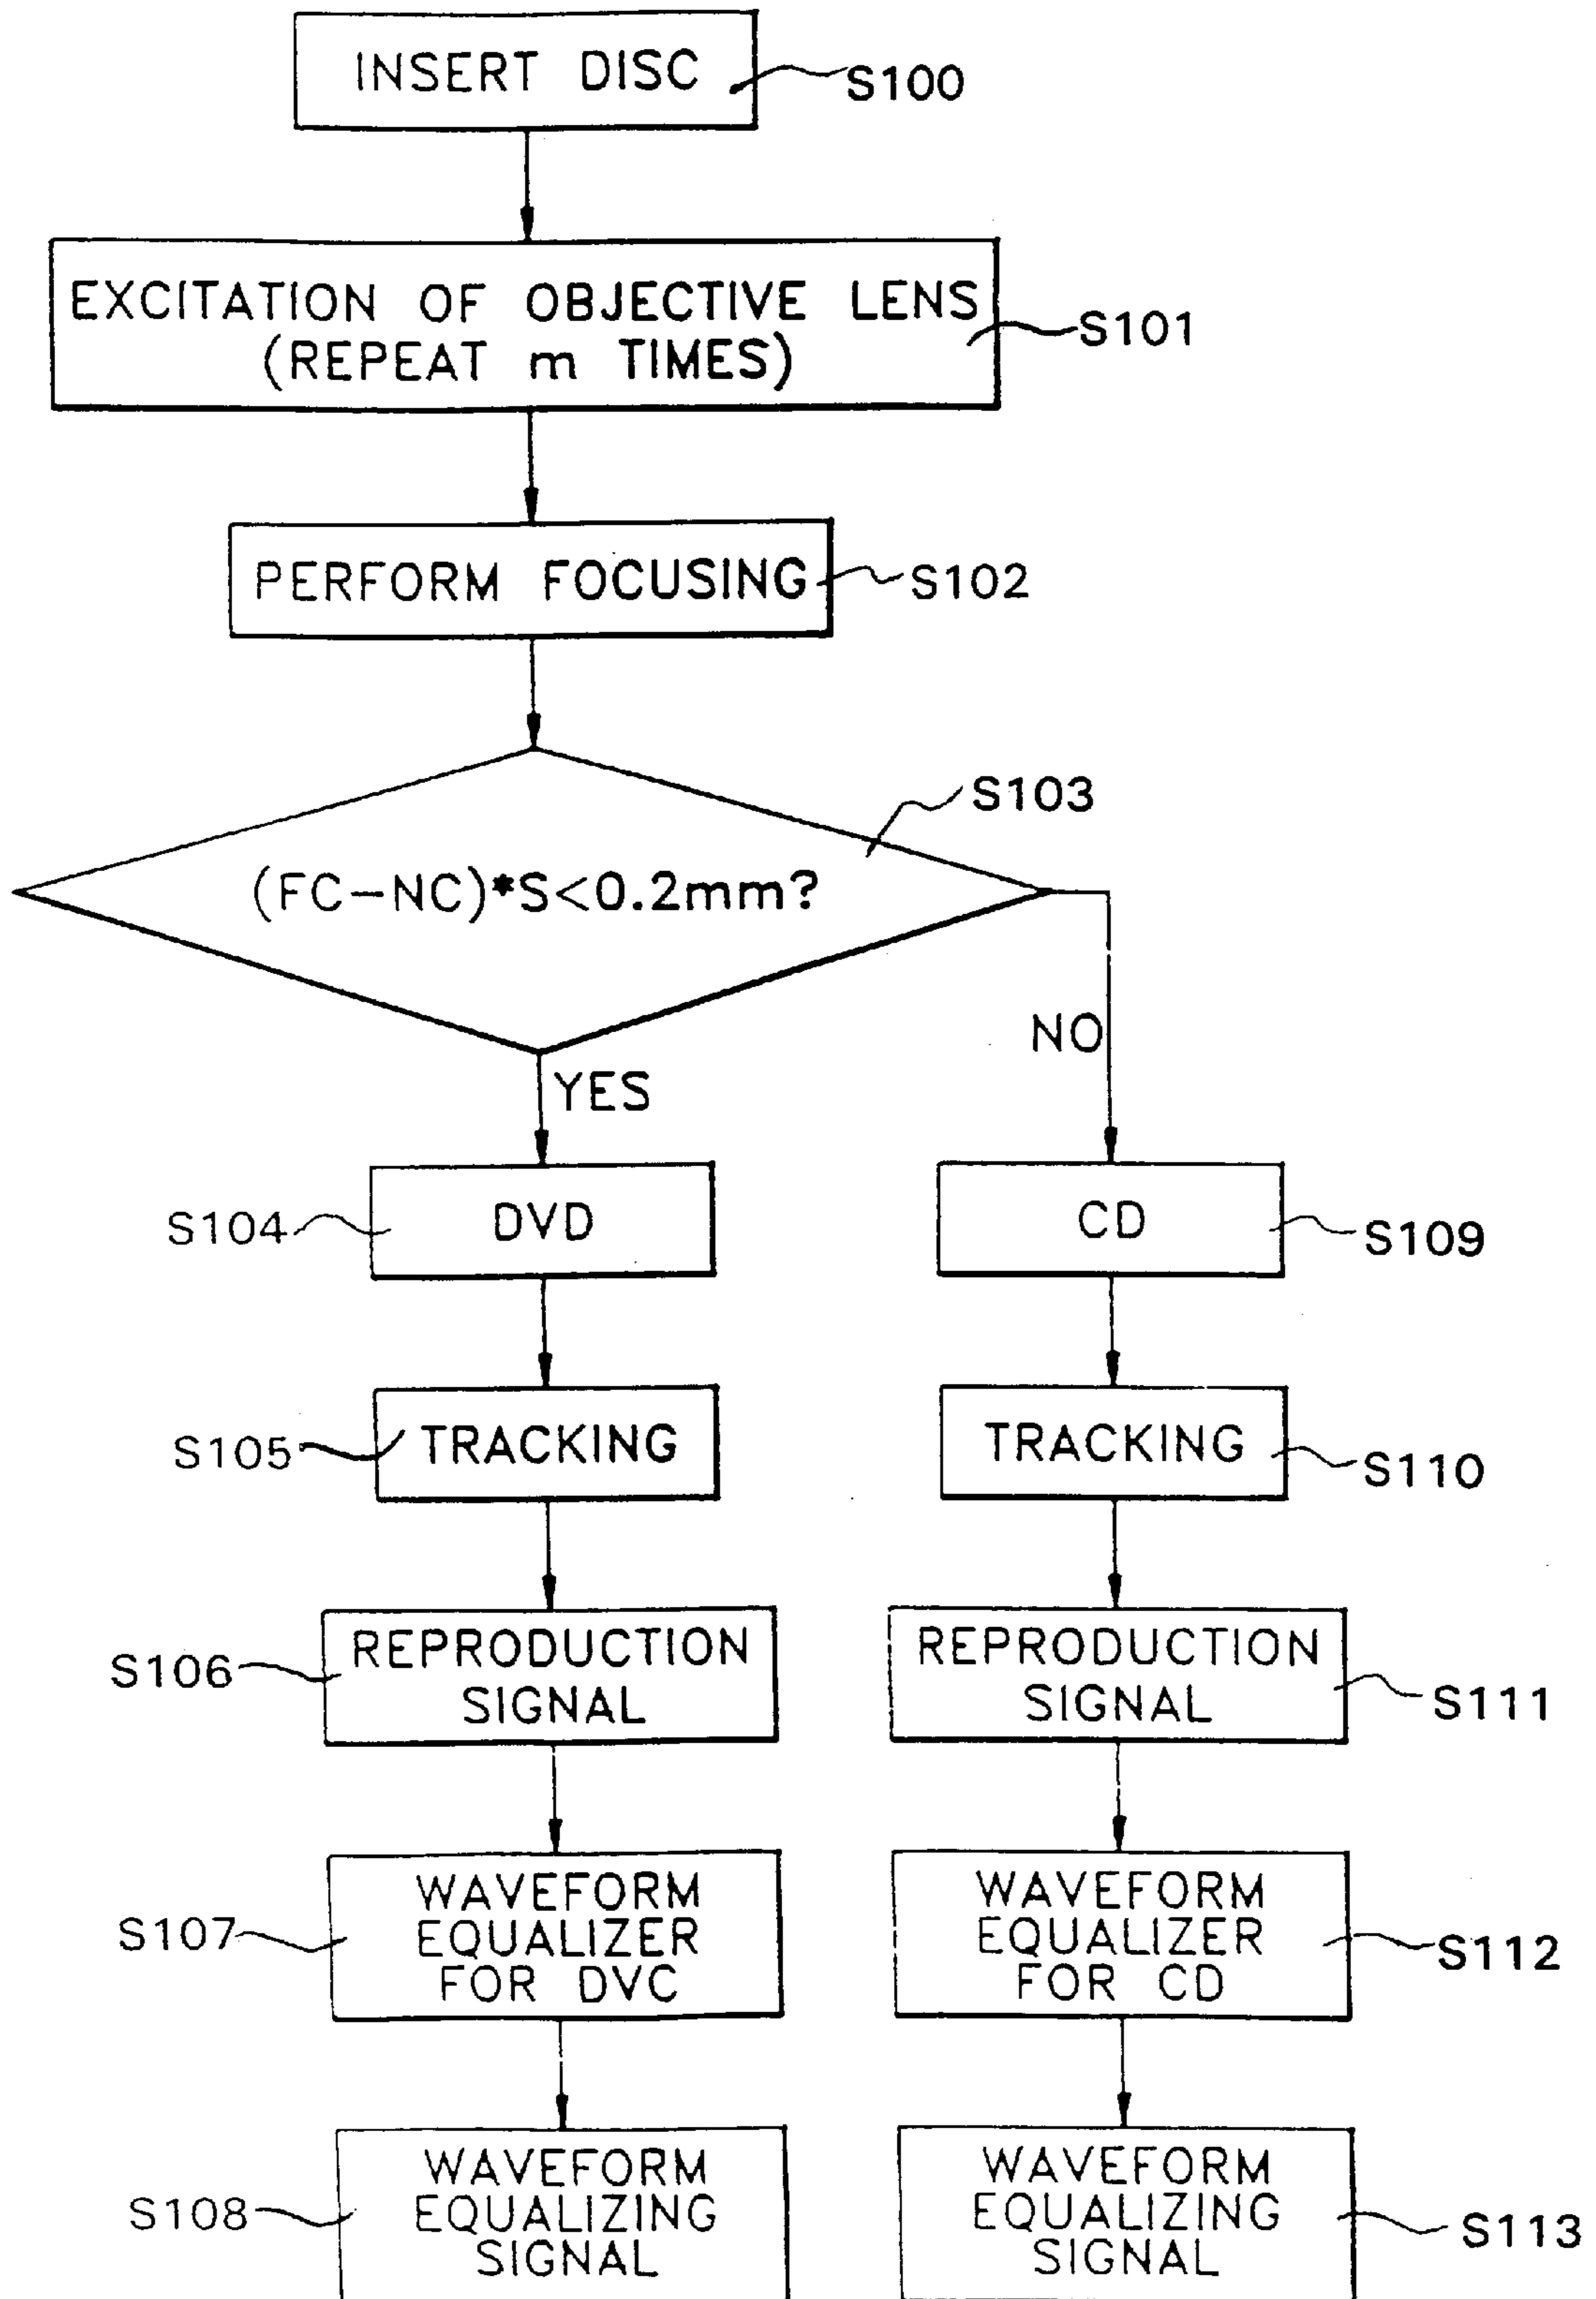 INSERT DISC
S100
EXCITATION OF OBJECTIVE LENS
(REPEAT m TIMES)
S101
PERFORM FOCUSING
S102
S103
(FC-NC)*S<0.2mm?
NO
YES
S104
DVD
CD
S109
S105
TRACKING
TRACKING
S110
S106
REPRODUCTION
SIGNAL
REPRODUCTION
SIGNAL
S111
S107
WAVEFORM
EQUALIZER
FOR DVC
WAVEFORM
EQUALIZER
FOR CD
S112
S108
WAVEFORM
EQUALIZING
SIGNAL
WAVEFORM
EQUALIZING
SIGNAL
S113